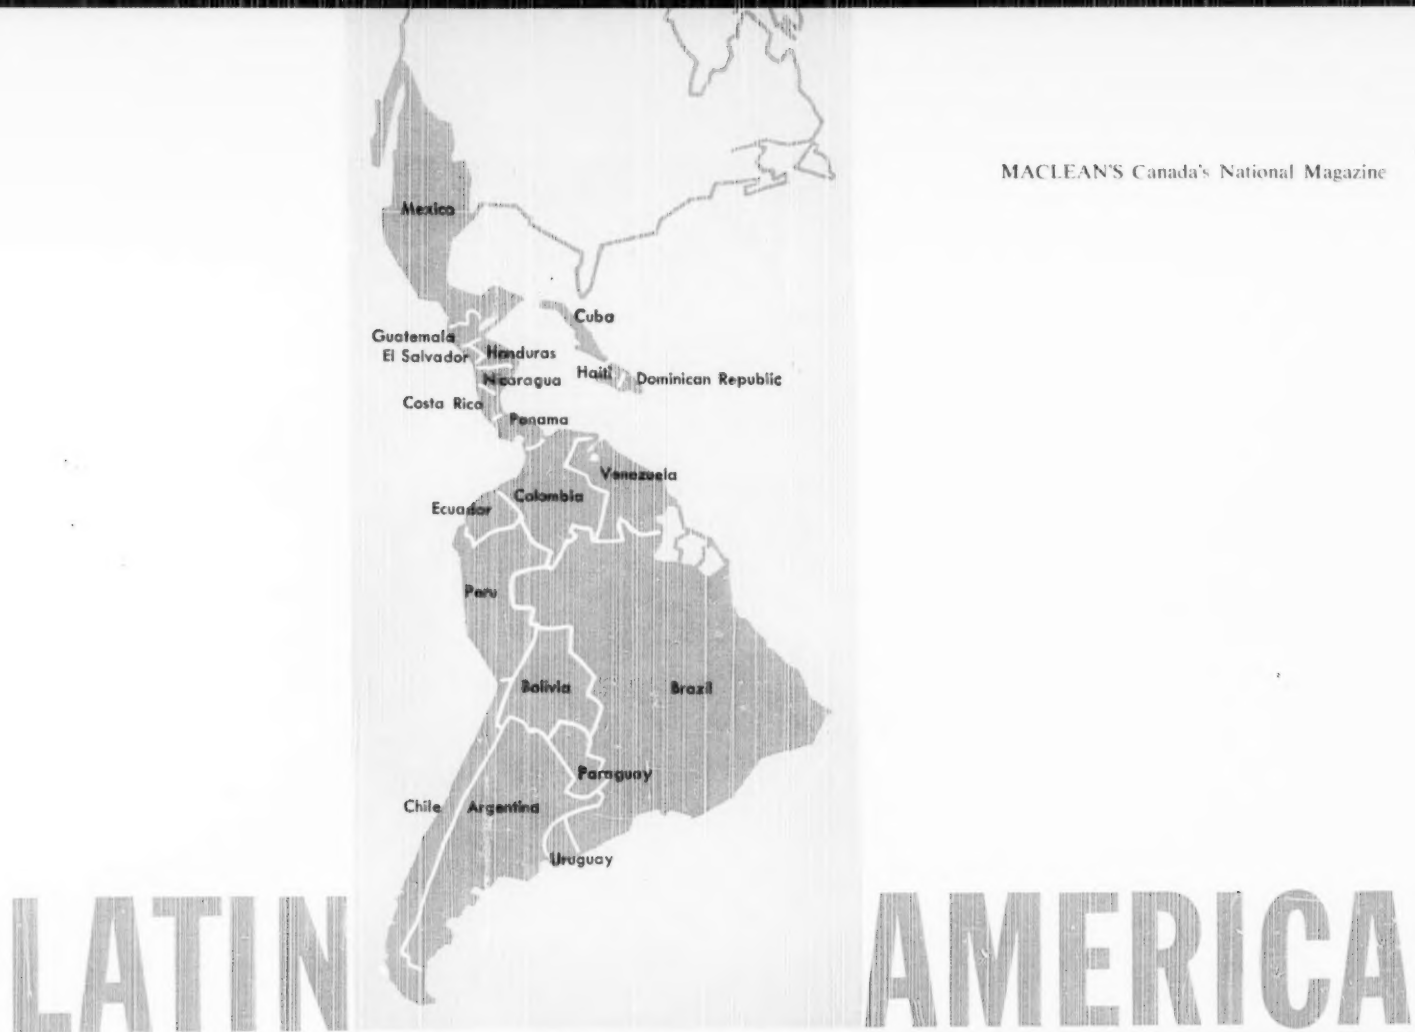 MACLEAN'S Canada's National Magazine
Mexico
Cuba
Guatemala
El Salvador
Honduras
Haiti
Dominican Republic
Nicaragua
Costa Rica
Panama
Venezuela
Colombia
Ecuador
Peru
Bolivia
Brazil
Paraguay
Chile
Argentina
Uruguay
LATIN AMERICA